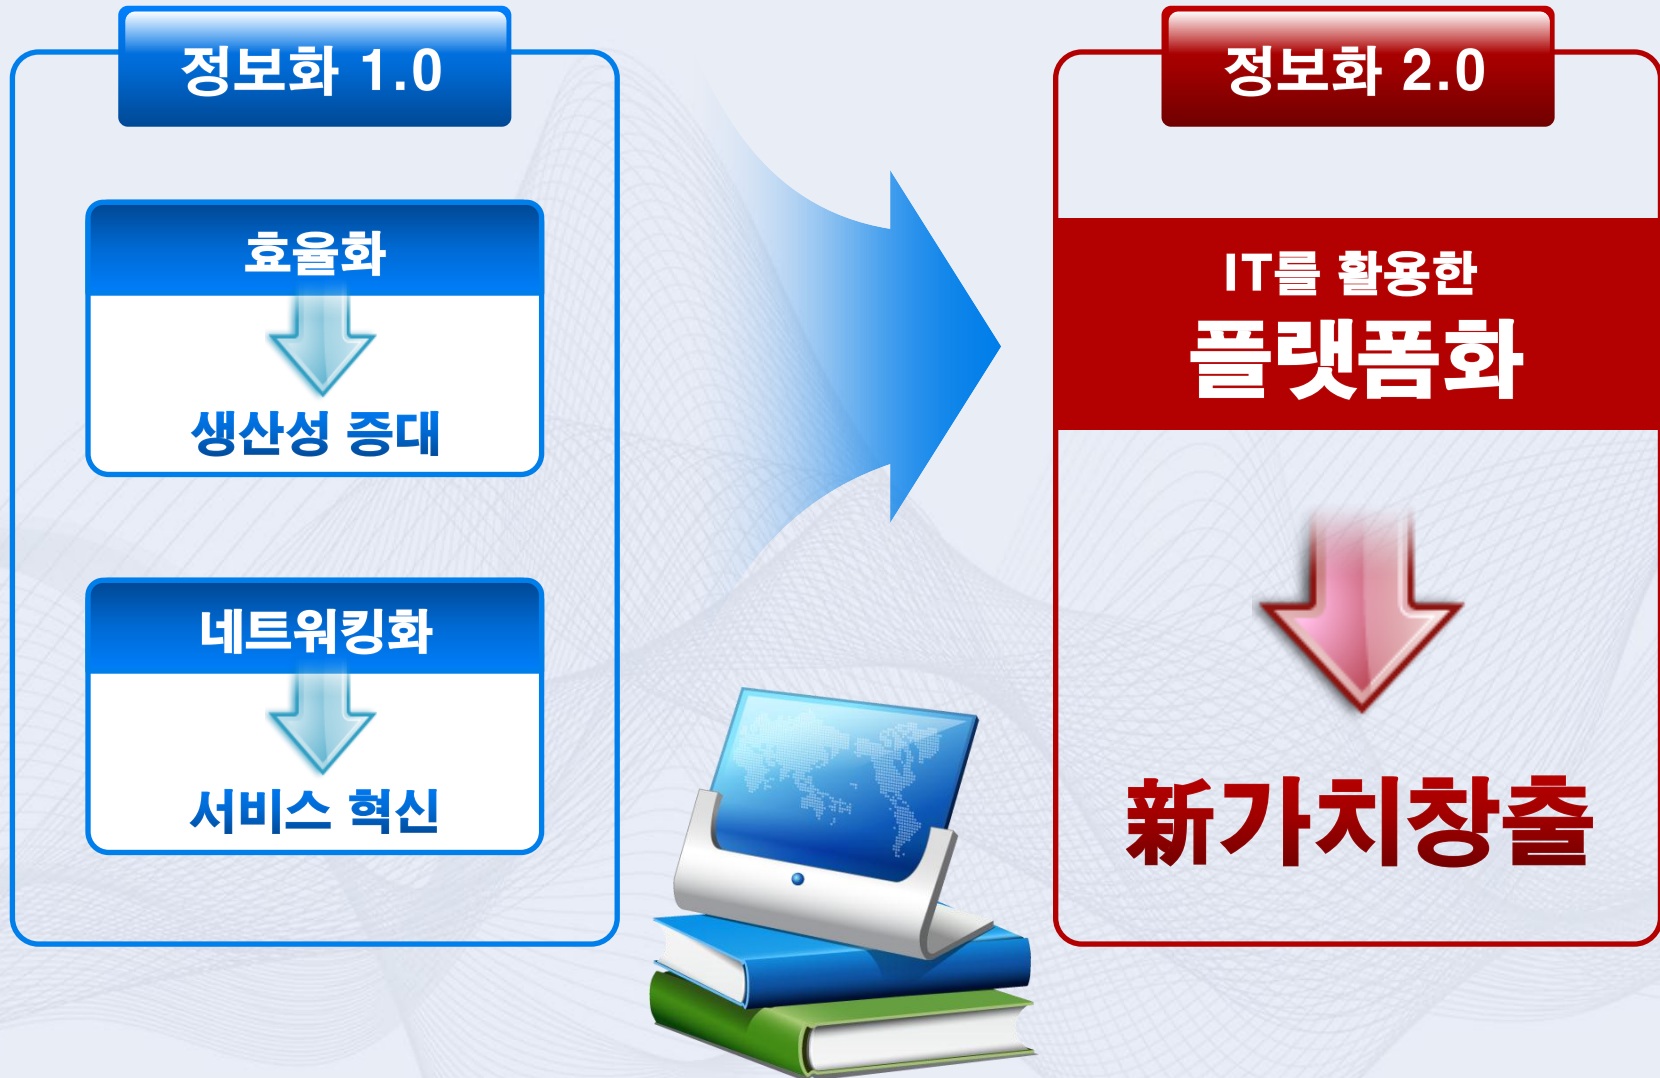 정보화 1.0
효율화
생산성 증대
네트워킹화
서비스 혁신
정보화 2.0
IT를 활용한
플랫폼화
新가치창출